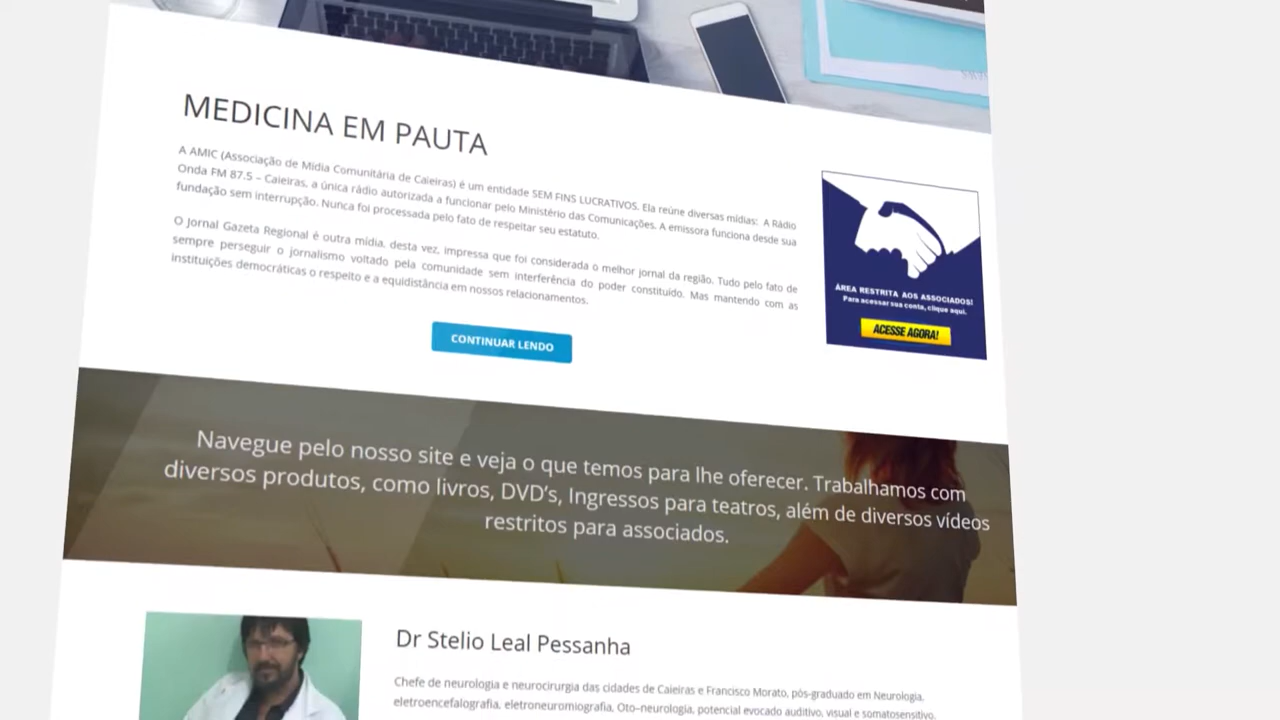 MEDICINA EM PAUTA
A AMIC (Associação de Mídia Comunitária de Caieiras) é um entidade SEM FINS LUCRATIVOS. Ela reúne diversas mídias:  A Rádio
Onda FM 87.5 – Caieiras, a única rádio autorizada a funcionar pelo Ministério das Comunicações. A emissora funciona desde sua
fundação sem interrupção. Nunca foi processada pelo fato de respeitar seu estatuto.
O Jornal Gazeta Regional é outra mídia, desta vez, impressa que foi considerada o melhor jornal da região. Tudo pelo fato de
sempre perseguir o jornalismo voltado pela comunidade sem interferência do poder constituído. Mas mantendo com as
instituições democráticas o respeito e a equidistância em nossos relacionamentos.
CONTINUAR LENDO
ÁREA RESTRITA AOS ASSOCIADOS!
Para acessar sua conta, clique aqui.
ACESSE AGORA!
Navegue pelo nosso site e veja o que temos para lhe oferecer. Trabalhamos com
diversos produtos, como livros, DVD’s, Ingressos para teatros, além de diversos vídeos
restritos para associados.
Dr Stelio Leal Pessanha
Chefe de neurologia e neurocirurgia das cidades de Caieiras e Francisco Morato, pós-graduado em Neurologia,
eletroencefalografia, eletroneuromiografia, Oto–neurologia, potencial evocado auditivo, visual e somatosensitivo.